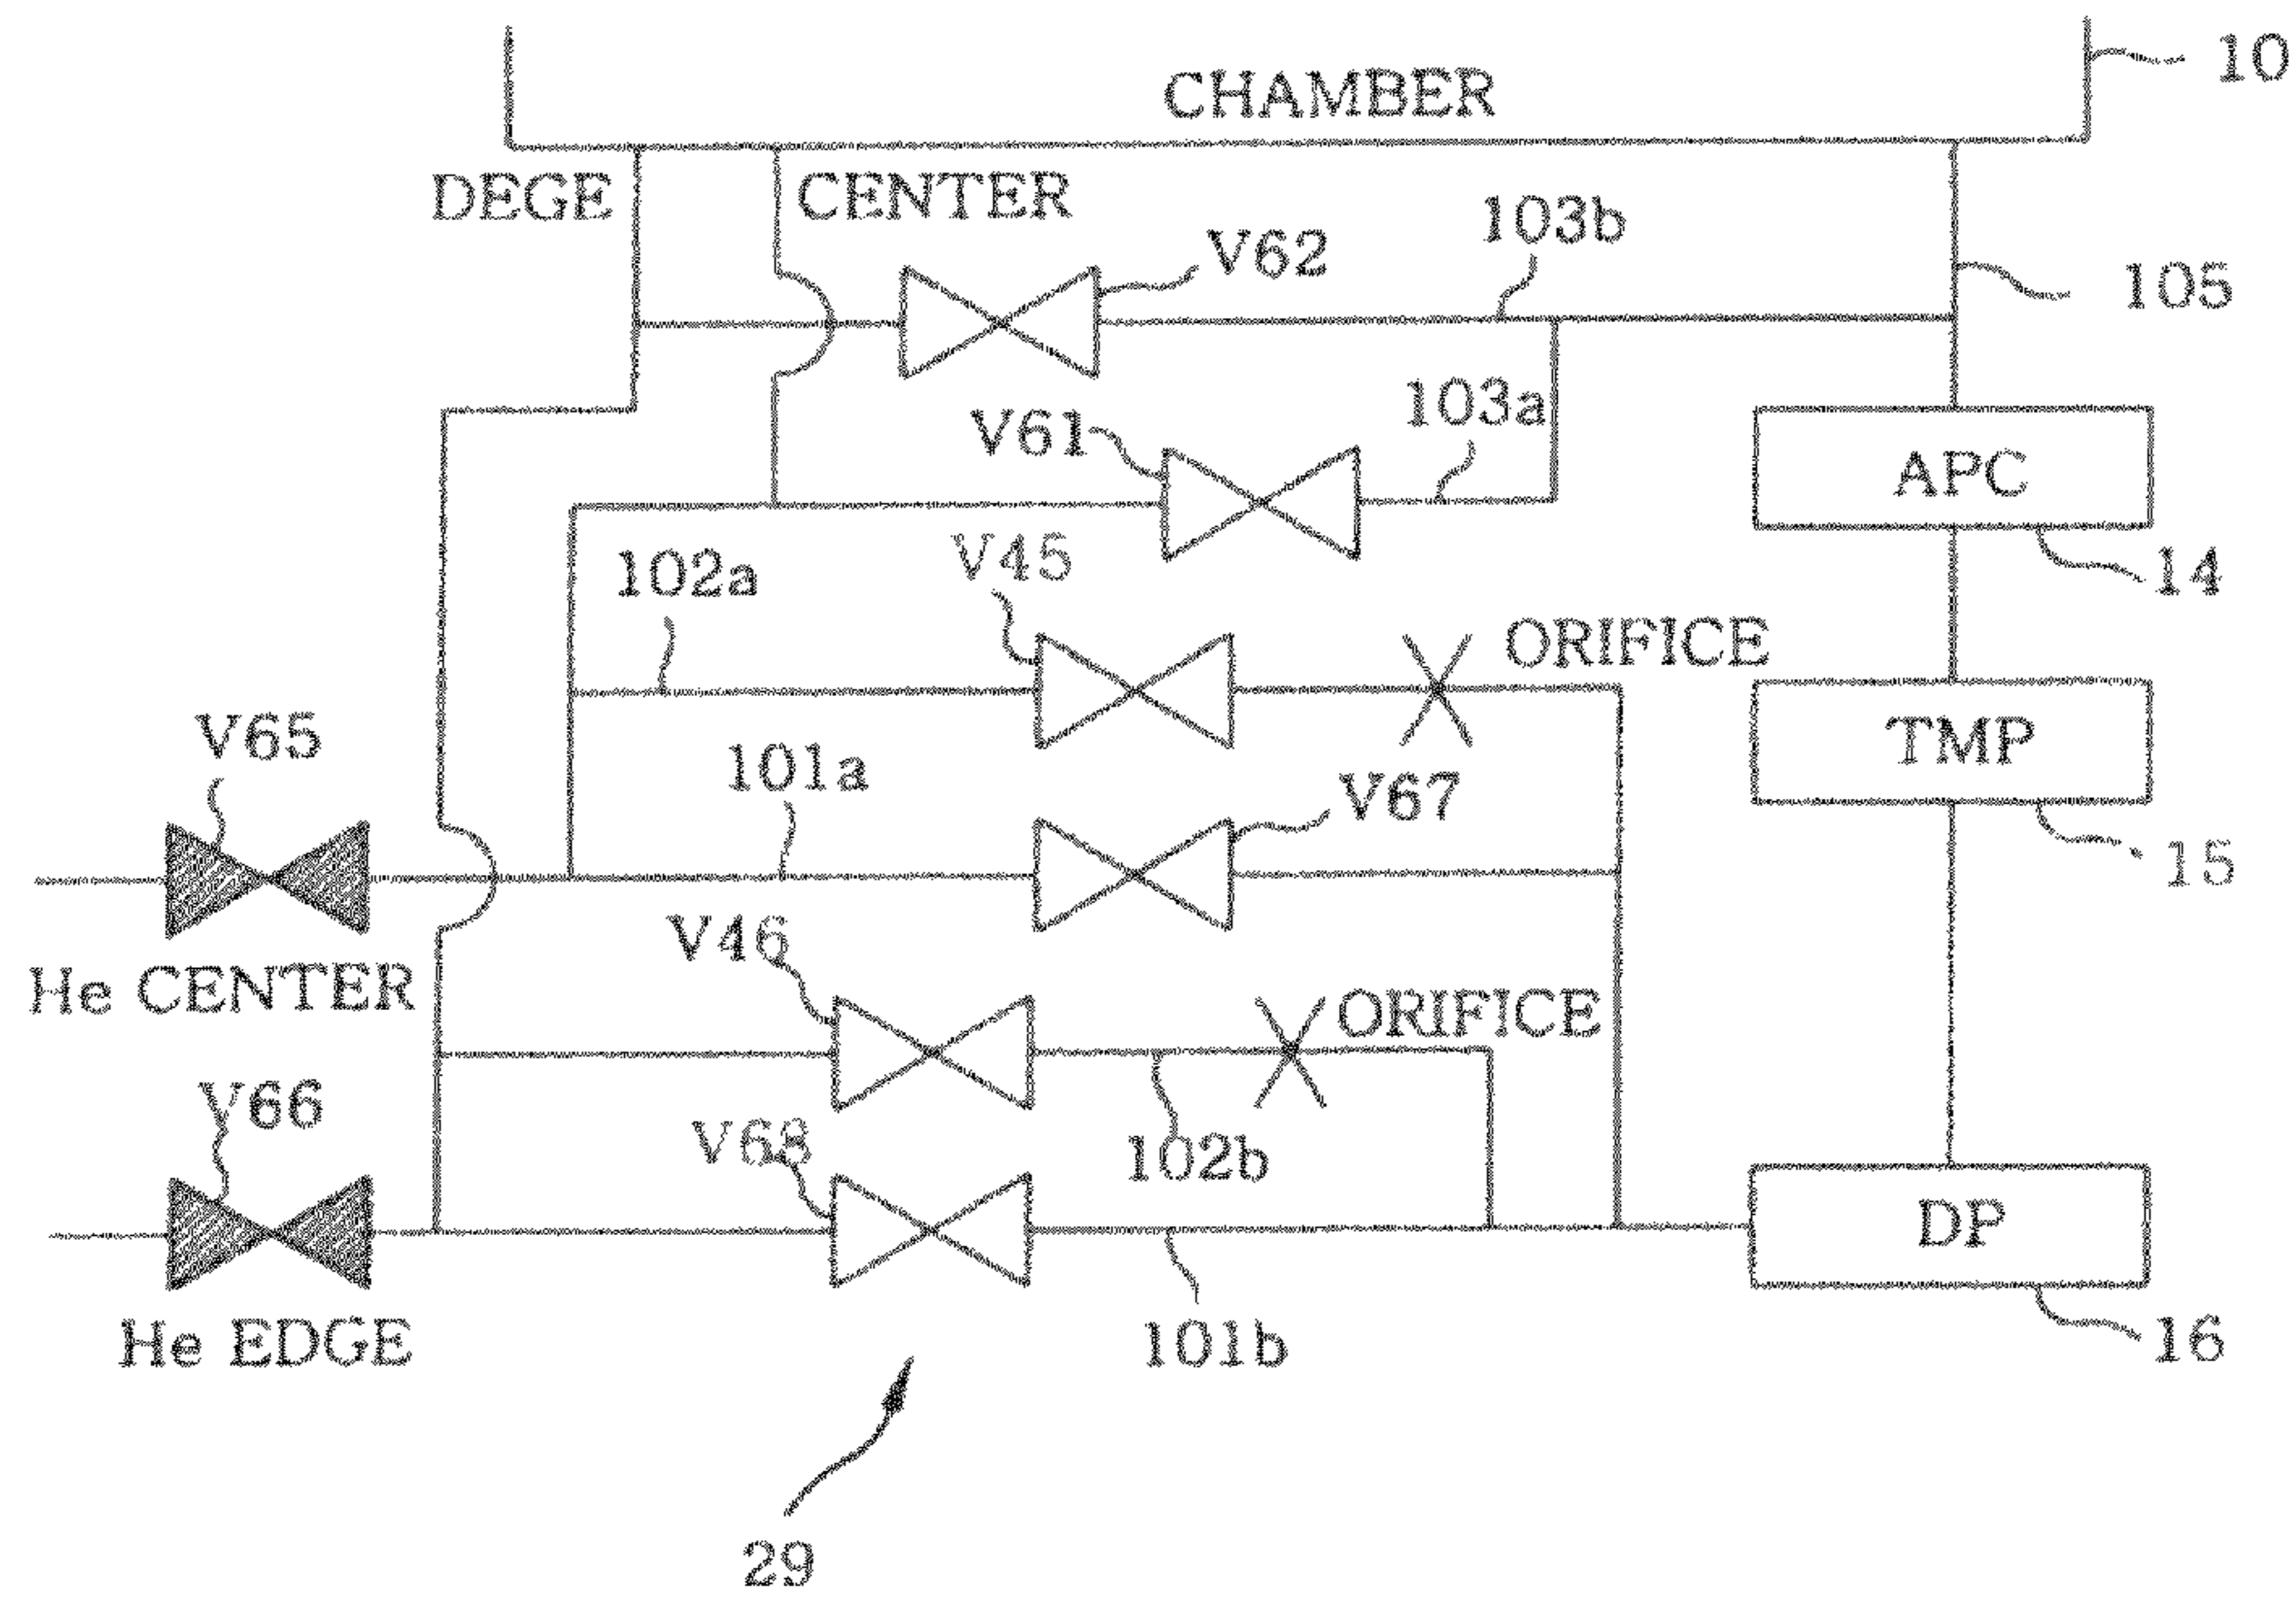 10
CHAMBER
DEGE
CENTER
103b
V62
105
103a
V61
APC
V45
102a
14
ORIFICE
V65
TMP
101a
V67
15
V46
He CENTER
ORIFICE
V66
V68
102b
DP
He EDGE
101b
16
29